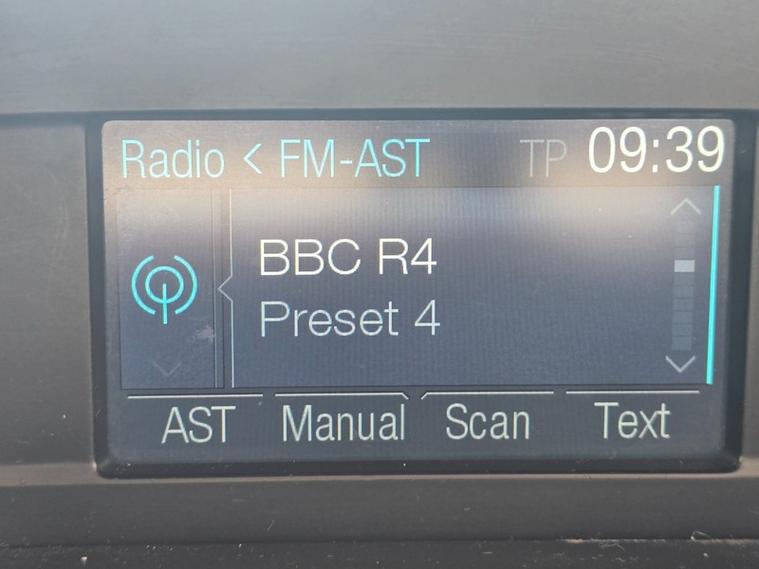 Radio < FM-AST TP 09:39
BBC R4
Preset 4
AST Manual Scan Text